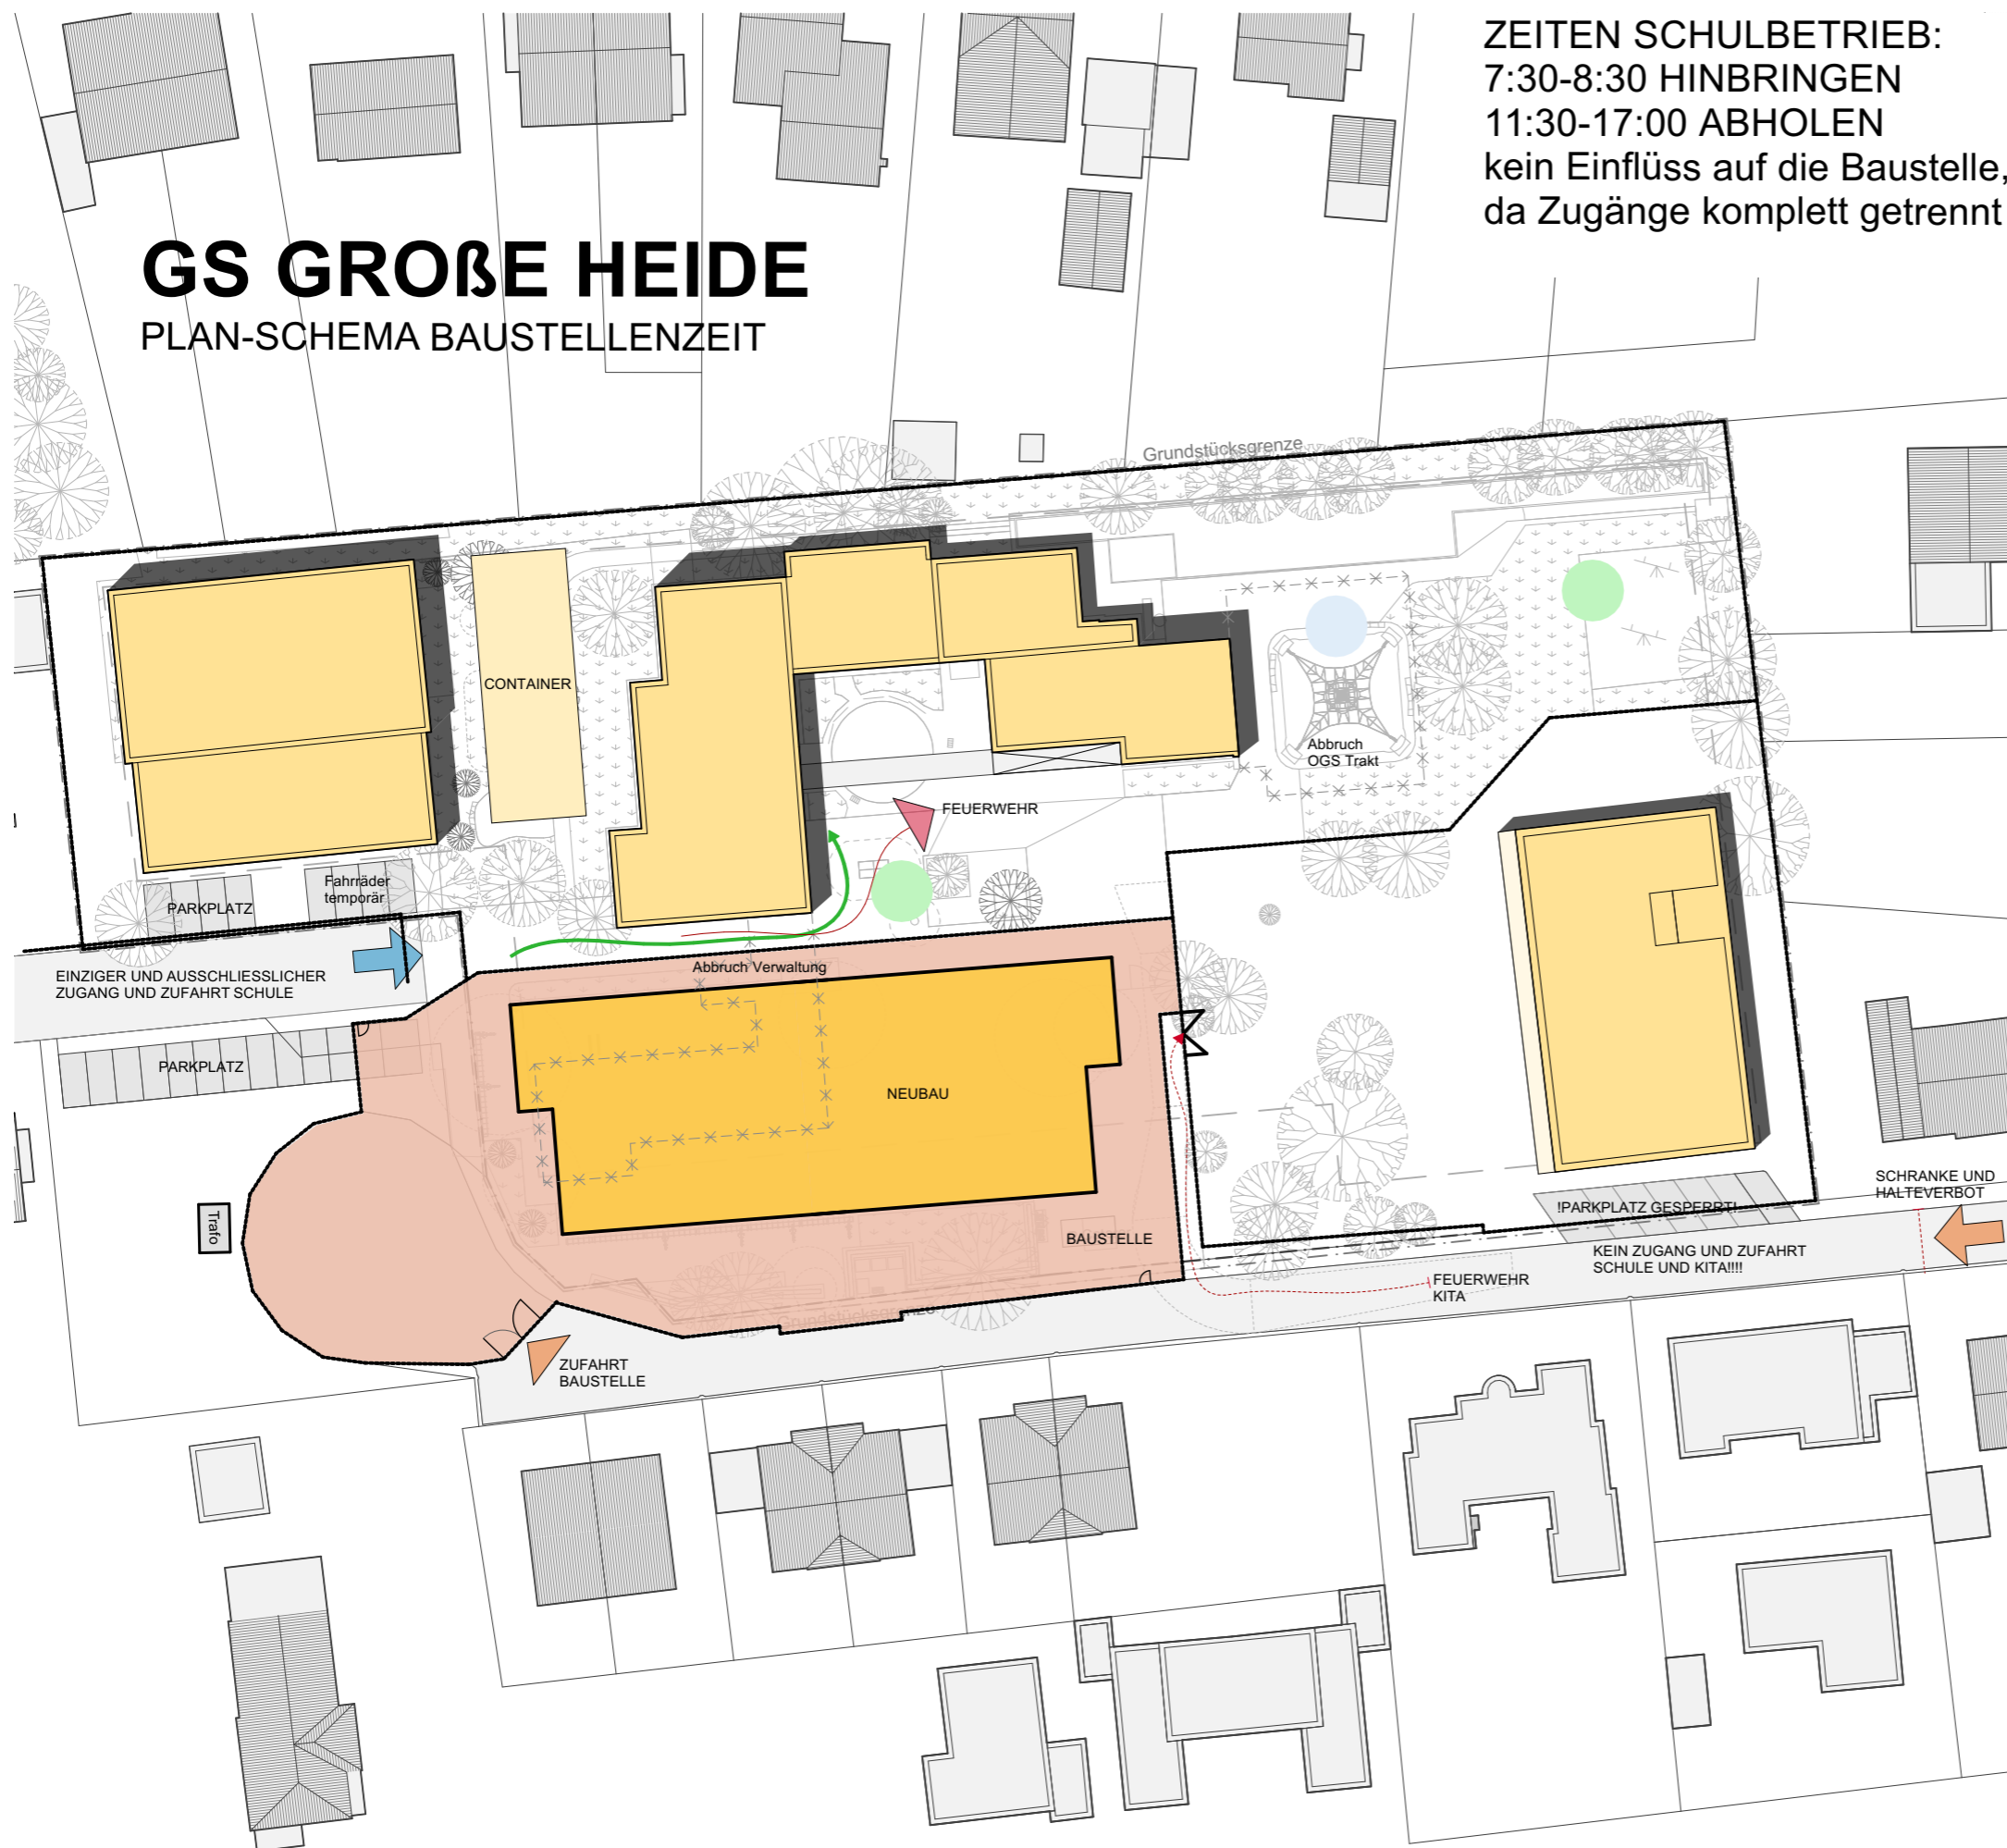 ZEITEN SCHULBETRIEB:
7:30-8:30 HINBRINGEN
11:30-17:00 ABHOLEN
kein Einflüss auf die Baustelle,
da Zugänge komplett getrennt
GS GROßE HEIDE
PLAN-SCHEMA BAUSTELLENZEIT
Grundstücksgrenze
CONTAINER
Abbruch
OGS Trakt
FEUERWEHR
Fahrräder
temporär
PARKPLATZ
EINZIGER UND AUSSCHLIESSLICHER
ZUGANG UND ZUFAHRT SCHULE
Abbruch Verwaltung
PARKPLATZ
NEUBAU
SCHRANKE UND
HALTEVERBOT
!PARKPLATZ GESPERRT!
Trafo
BAUSTELLE
KEIN ZUGANG UND ZUFAHRT
SCHULE UND KITA!!!!
FEUERWEHR
KITA
Grundstücksgrenze
ZUFAHRT
BAUSTELLE